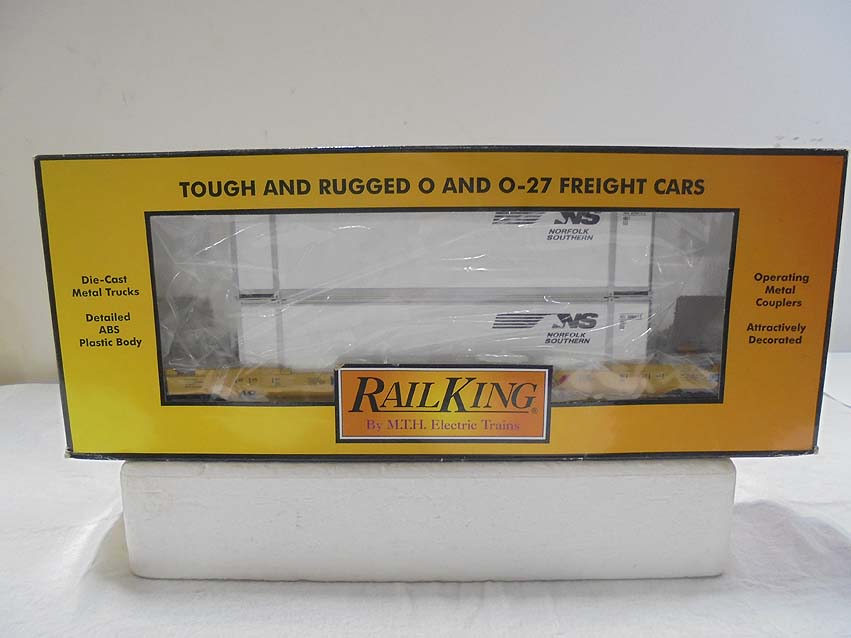 TOUGH AND RUGGED O AND O-27 FREIGHT CARS
Die-Cast
Metal Trucks
Detailed
ABS
Plastic Body
NS
NORFOLK
SOUTHERN
NS
NORFOLK
SOUTHERN
Operating
Metal
Couplers
Attractively
Decorated
RAILKING®
By M.T.H. Electric Trains